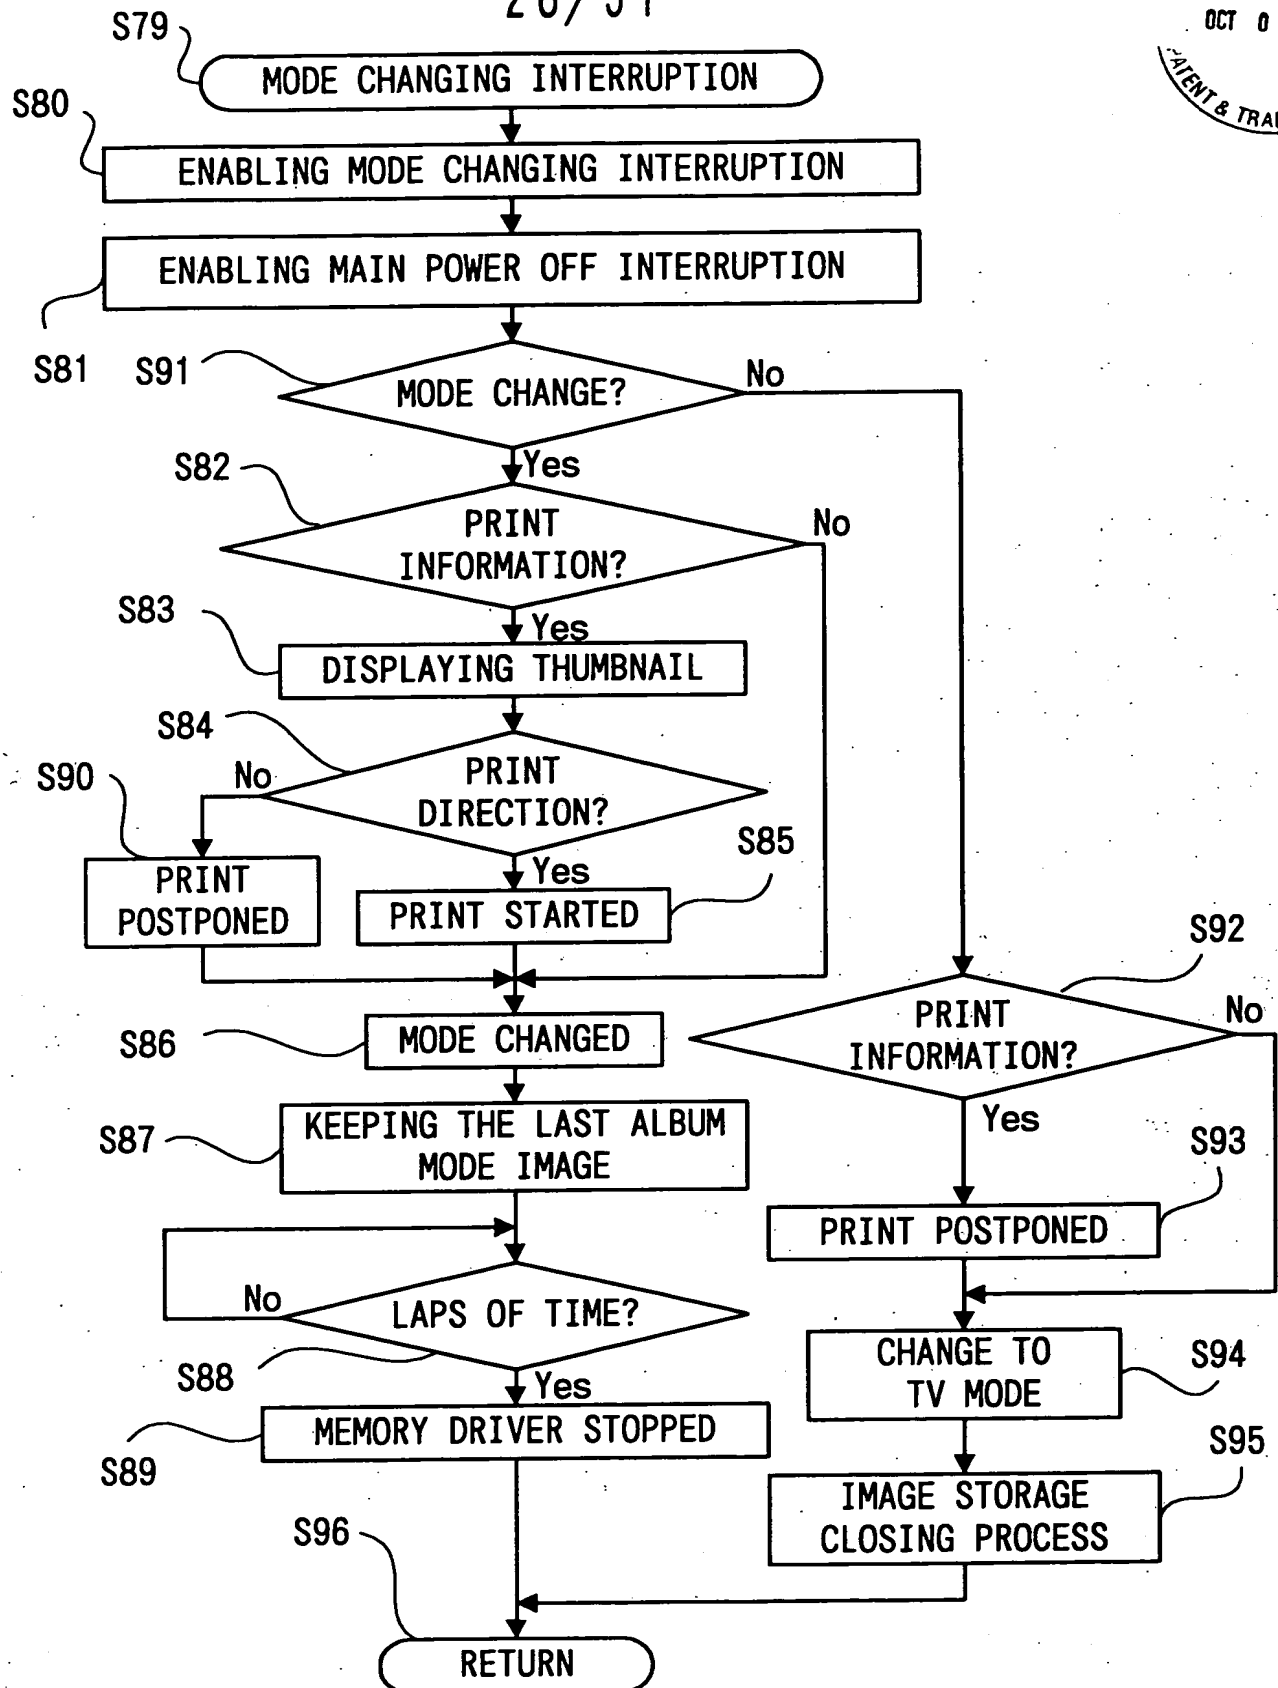 OCT 0
S79
MODE CHANGING INTERRUPTION
S80
ENABLING MODE CHANGING INTERRUPTION
ENABLING MAIN POWER OFF INTERRUPTION
S81
S91
MODE CHANGE?
No
Yes
S82
PRINT
INFORMATION?
No
Yes
S83
DISPLAYING THUMBNAIL
S84
PRINT
DIRECTION?
No
S90
PRINT
POSTPONED
Yes
S85
PRINT STARTED
S86
MODE CHANGED
S87
KEEPING THE LAST ALBUM
MODE IMAGE
LAPS OF TIME?
No
S88
Yes
MEMORY DRIVER STOPPED
S89
S92
PRINT
INFORMATION?
No
Yes
S93
PRINT POSTPONED
CHANGE TO
TV MODE
S94
S95
IMAGE STORAGE
CLOSING PROCESS
S96
RETURN